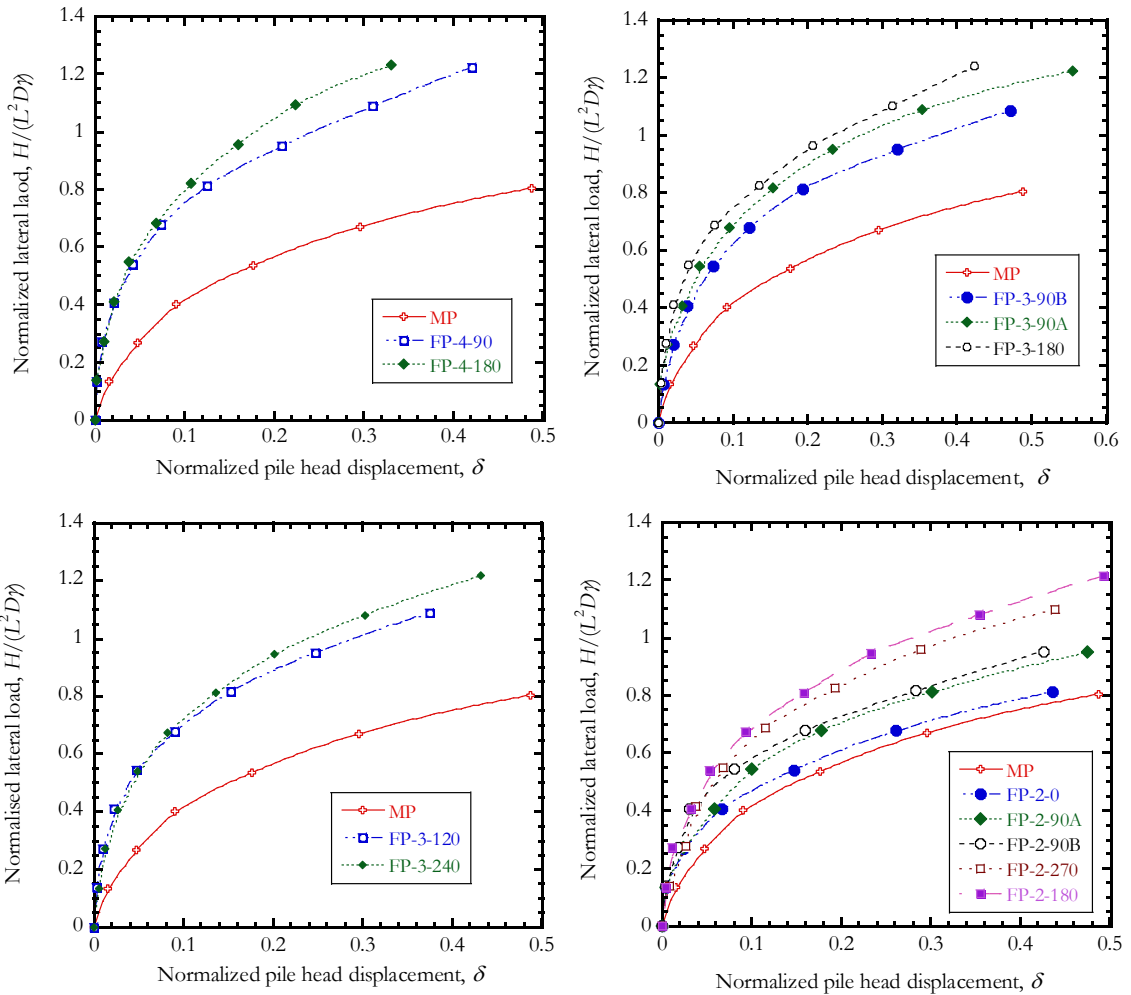 Normalized lateral laod, H/(L²Dγ)
1.4
1.2
1
0.8
0.6
0.4
0.2
0
MP
FP-4-90
FP-4-180
0 0.1 0.2 0.3 0.4 0.5
Normalized pile head displacement, δ
Normalized lateral load, H/(L²Dγ)
1.4
1.2
1
0.8
0.6
0.4
0.2
0
MP
FP-3-90B
FP-3-90A
FP-3-180
0 0.1 0.2 0.3 0.4 0.5 0.6
Normalized pile head displacement, δ
Normalised lateral load, H/(L²Dγ)
1.4
1.2
1
0.8
0.6
0.4
0.2
0
MP
FP-3-120
FP-3-240
0 0.1 0.2 0.3 0.4 0.5
Normalized pile head displacement, δ
Normalized lateral load, H/(L²Dγ)
1.4
1.2
1
0.8
0.6
0.4
0.2
0
MP
FP-2-0
FP-2-90A
FP-2-90B
FP-2-270
FP-2-180
0 0.1 0.2 0.3 0.4 0.5
Normalized pile head displacement, δ